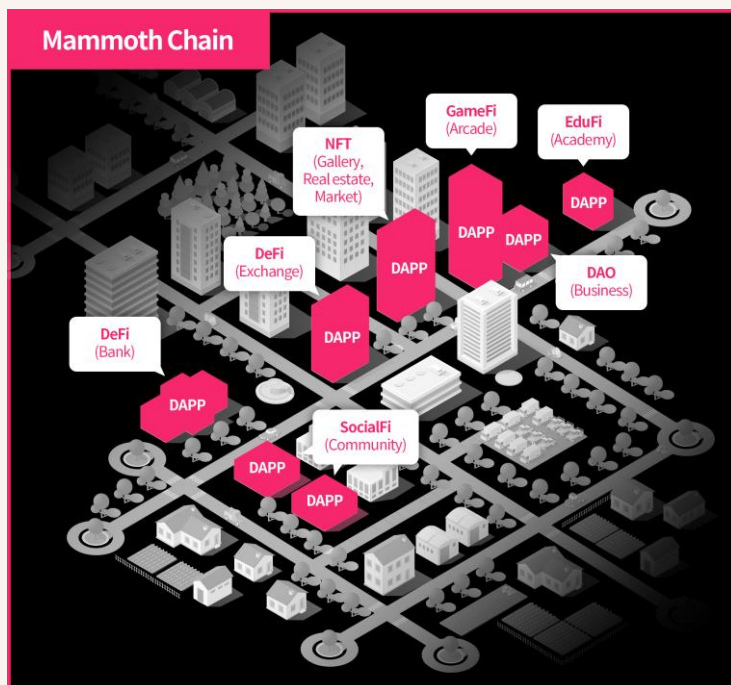 Mammoth Chain
GameFi
(Arcade)
EduFi
(Academy)
NFT
(Gallery,
Real estate,
Market)
DAPP
DAPP
DAPP
DeFi
(Exchange)
DAPP
DAO
(Business)
DAPP
DeFi
(Bank)
DAPP
SocialFi
(Community)
DAPP
DAPP